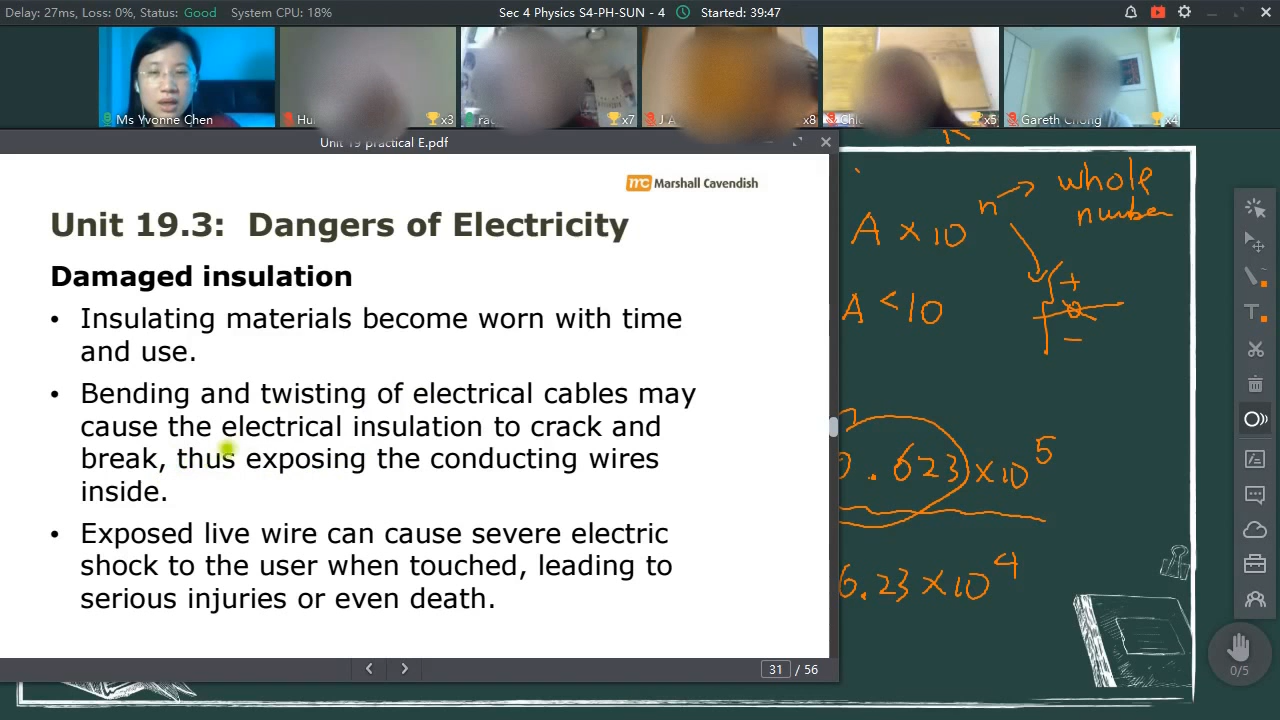 Delay: 27ms, Loss: 0%, Status: Good System CPU: 18%
Sec 4 Physics S4-PH-SUN - 4 Started: 39:47
Ms Yvonne Chen
x3
x7
x8
x5
Gareth Chong x4
Unit 19 practical E.pdf
mc Marshall Cavendish
Unit 19.3: Dangers of Electricity
Damaged insulation
• Insulating materials become worn with time
and use.
• Bending and twisting of electrical cables may
cause the electrical insulation to crack and
break, thus exposing the conducting wires
inside.
• Exposed live wire can cause severe electric
shock to the user when touched, leading to
serious injuries or even death.
31 / 56
A × 10ⁿ → whole
number
+
0
−
A < 10
0.623 × 10⁵
6.23 × 10⁴
0/5